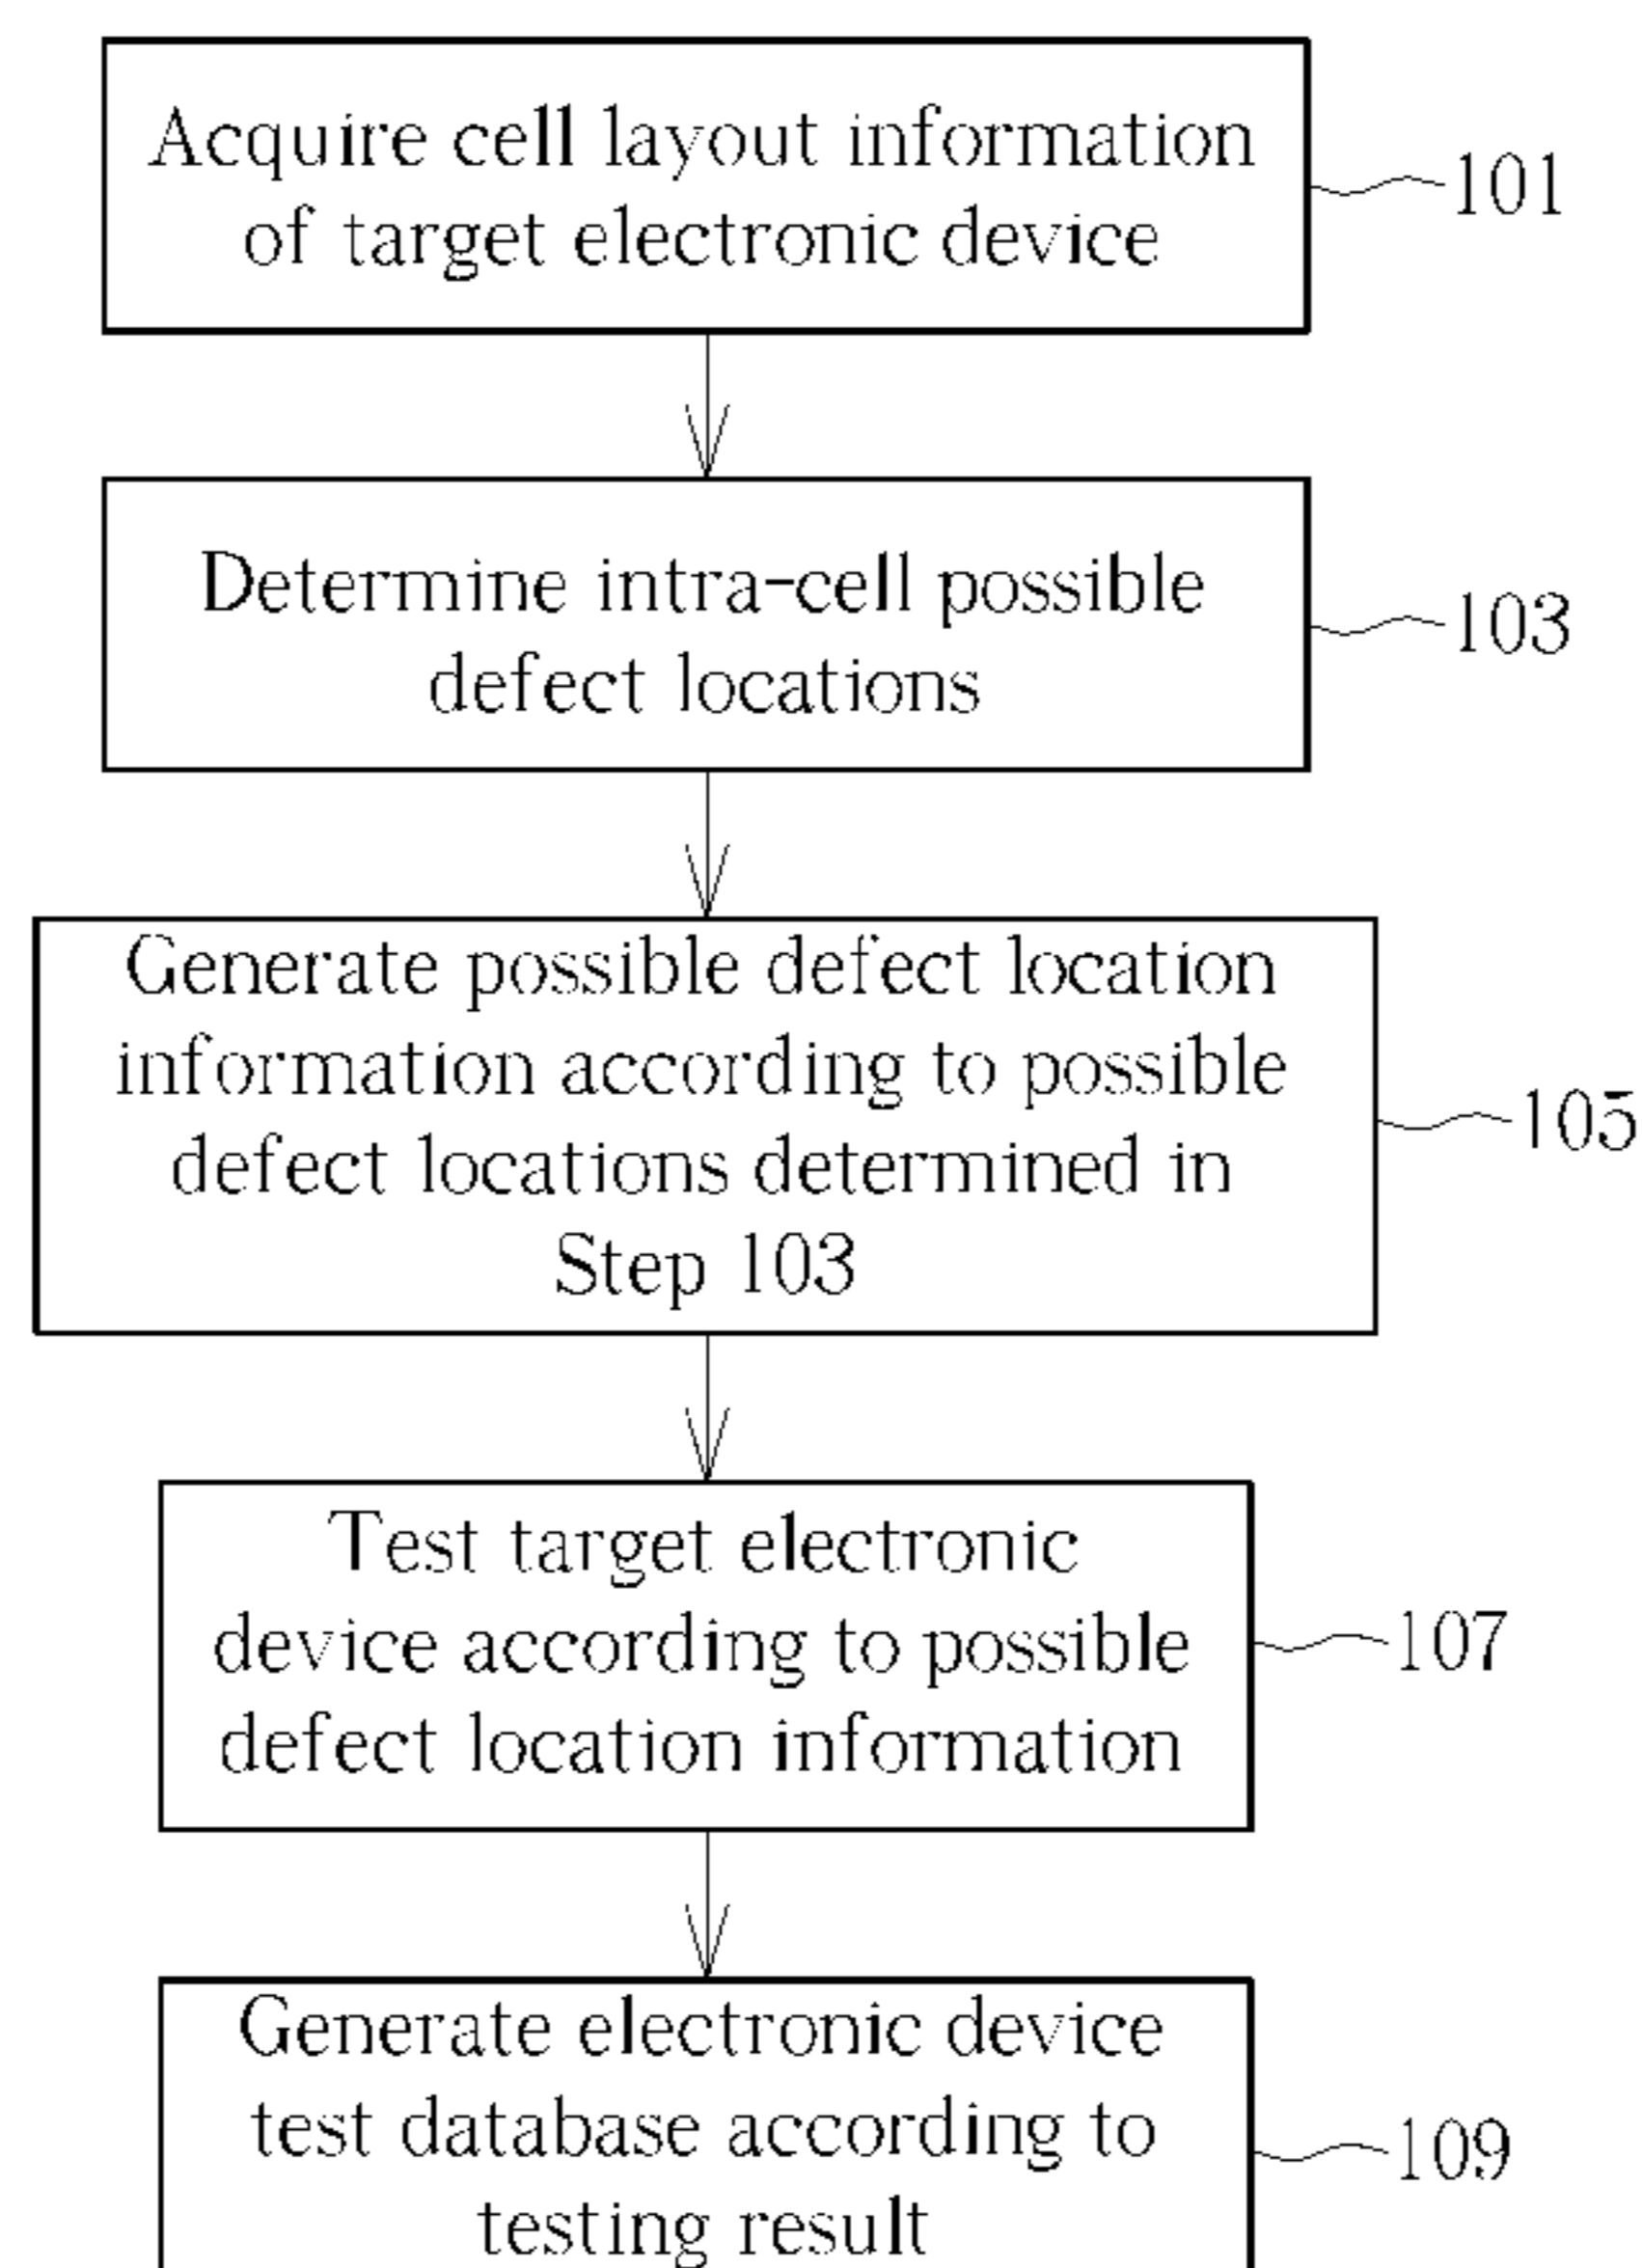 Acquire cell layout information
of target electronic device
101
Determine intra-cell possible
defect locations
103
Generate possible defect location
information according to possible
defect locations determined in
Step 103
105
Test target electronic
device according to possible
defect location information
107
Generate electronic device
test database according to
testing result
109